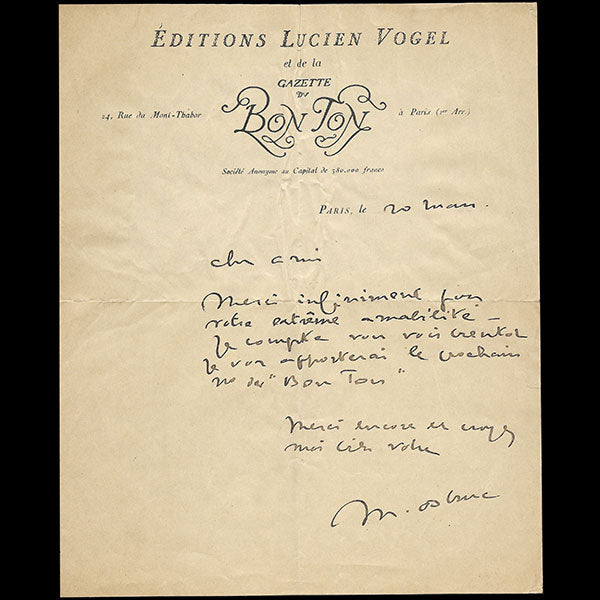 ÉDITIONS LUCIEN VOGEL
et de la
GAZETTE
DU
BON TON
24, Rue du Mont-Thabor
à Paris (1er Arr.)
Société Anonyme au Capital de 380.000 francs
PARIS, le 20 mars.
cher ami
Merci infiniment pour
votre extrême amabilité –
Je compte vous voir bientôt
je vous apporterai le prochain
no du "Bon Ton"
Merci encore et croyez
moi bien votre
M.